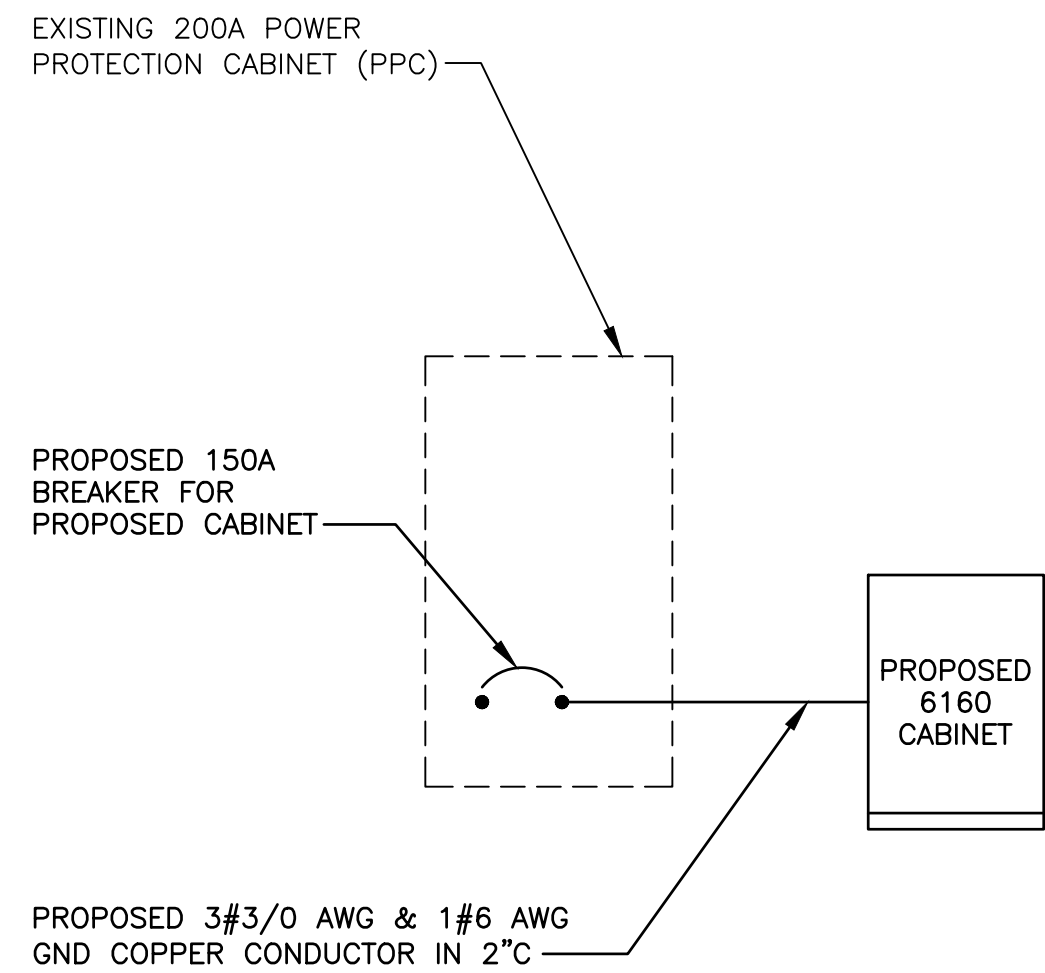 EXISTING 200A POWER
PROTECTION CABINET (PPC)
PROPOSED 150A
BREAKER FOR
PROPOSED CABINET
PROPOSED
6160
CABINET
PROPOSED 3#3/0 AWG & 1#6 AWG
GND COPPER CONDUCTOR IN 2"C